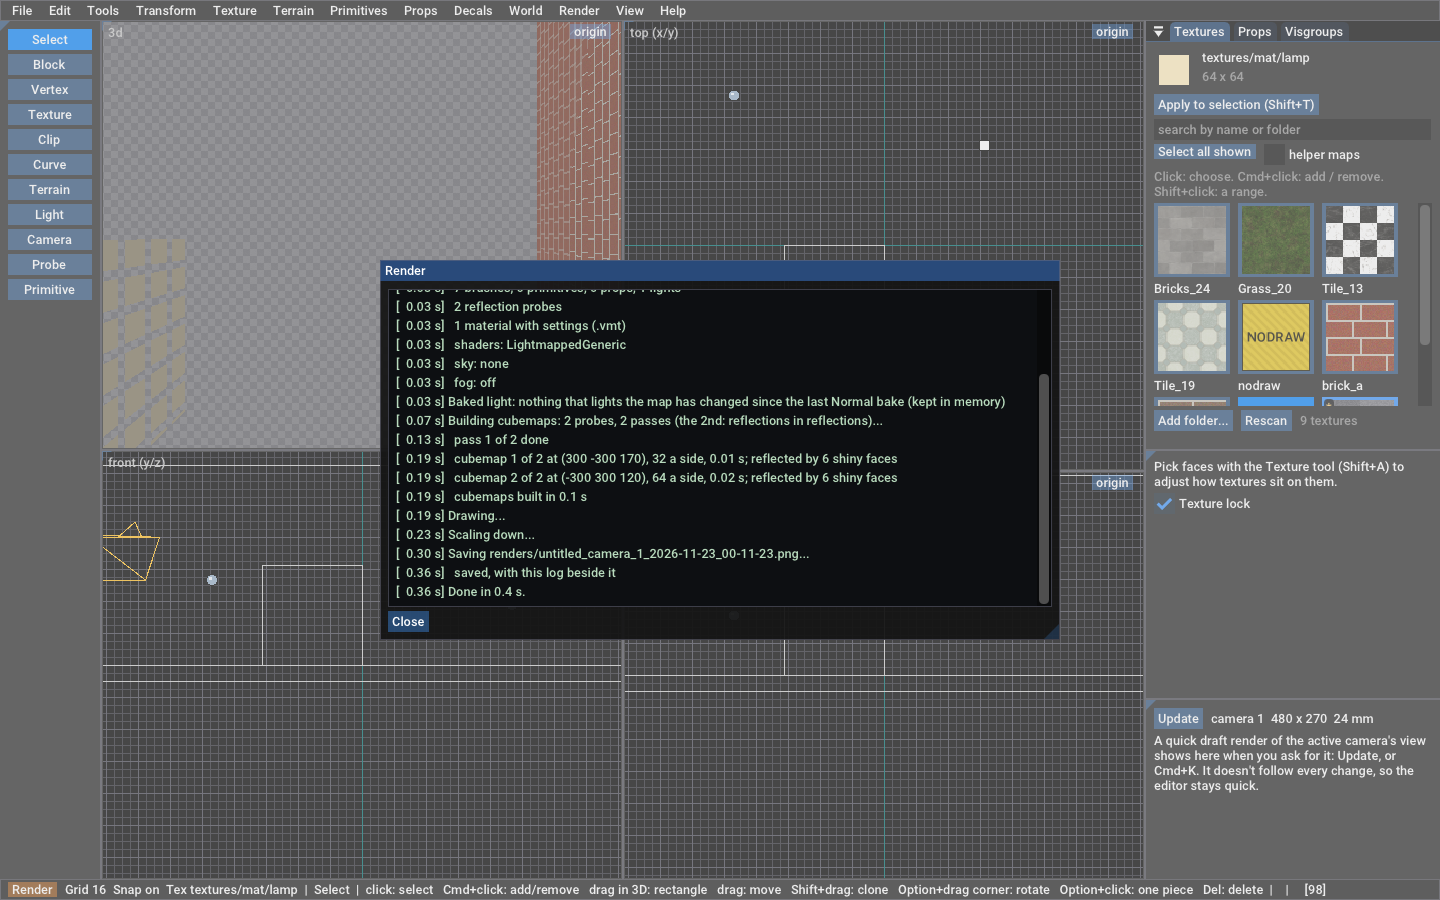 File Edit Tools Transform Texture Terrain Primitives Props Decals World Render View Help
Select
Block
Vertex
Texture
Clip
Curve
Terrain
Light
Camera
Probe
Primitive
3d
origin
top (x/y)
origin
front (y/z)
origin
Render
[ 0.03 s] 2 reflection probes
[ 0.03 s] 1 material with settings (.vmt)
[ 0.03 s] shaders: LightmappedGeneric
[ 0.03 s] sky: none
[ 0.03 s] fog: off
[ 0.03 s] Baked light: nothing that lights the map has changed since the last Normal bake (kept in memory)
[ 0.07 s] Building cubemaps: 2 probes, 2 passes (the 2nd: reflections in reflections)...
[ 0.13 s] pass 1 of 2 done
[ 0.19 s] cubemap 1 of 2 at (300 -300 170), 32 a side, 0.01 s; reflected by 6 shiny faces
[ 0.19 s] cubemap 2 of 2 at (-300 300 120), 64 a side, 0.02 s; reflected by 6 shiny faces
[ 0.19 s] cubemaps built in 0.1 s
[ 0.19 s] Drawing...
[ 0.23 s] Scaling down...
[ 0.30 s] Saving renders/untitled_camera_1_2026-11-23_00-11-23.png...
[ 0.36 s] saved, with this log beside it
[ 0.36 s] Done in 0.4 s.
Close
Textures Props Visgroups
textures/mat/lamp
64 x 64
Apply to selection (Shift+T)
search by name or folder
Select all shown helper maps
Click: choose. Cmd+click: add / remove.
Shift+click: a range.
Bricks_24 Grass_20 Tile_13
NODRAW
Tile_19 nodraw brick_a
Add folder... Rescan 9 textures
Pick faces with the Texture tool (Shift+A) to
adjust how textures sit on them.
Texture lock
Update camera 1 480 x 270 24 mm
A quick draft render of the active camera's view
shows here when you ask for it: Update, or
Cmd+K. It doesn't follow every change, so the
editor stays quick.
Render Grid 16 Snap on Tex textures/mat/lamp | Select | click: select Cmd+click: add/remove drag in 3D: rectangle drag: move Shift+drag: clone Option+drag corner: rotate Option+click: one piece Del: delete | | [98]